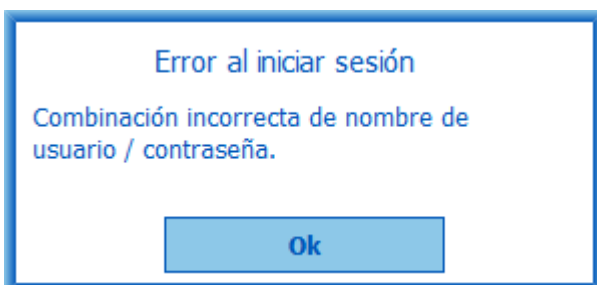 Error al iniciar sesión
Combinación incorrecta de nombre de
usuario / contraseña.
Ok